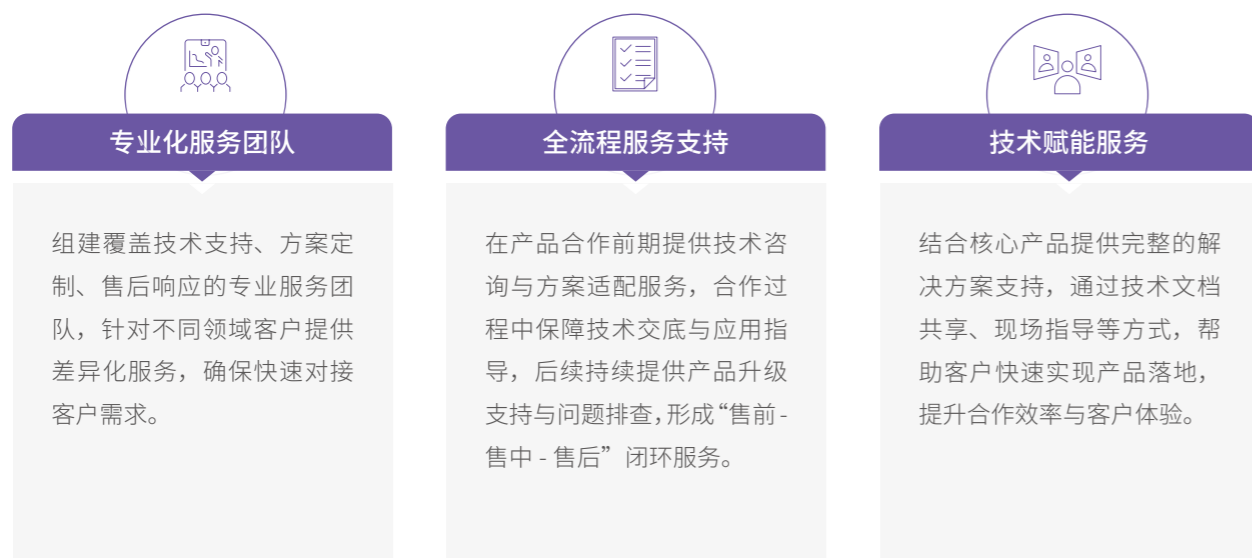 专业化服务团队
组建覆盖技术支持、方案定
制、售后响应的专业服务团
队，针对不同领域客户提供
差异化服务，确保快速对接
客户需求。
全流程服务支持
在产品合作前期提供技术咨
询与方案适配服务，合作过
程中保障技术交底与应用指
导，后续持续提供产品升级
支持与问题排查，形成“售前 -
售中 - 售后”闭环服务。
技术赋能服务
结合核心产品提供完整的解
决方案支持，通过技术文档
共享、现场指导等方式，帮
助客户快速实现产品落地，
提升合作效率与客户体验。